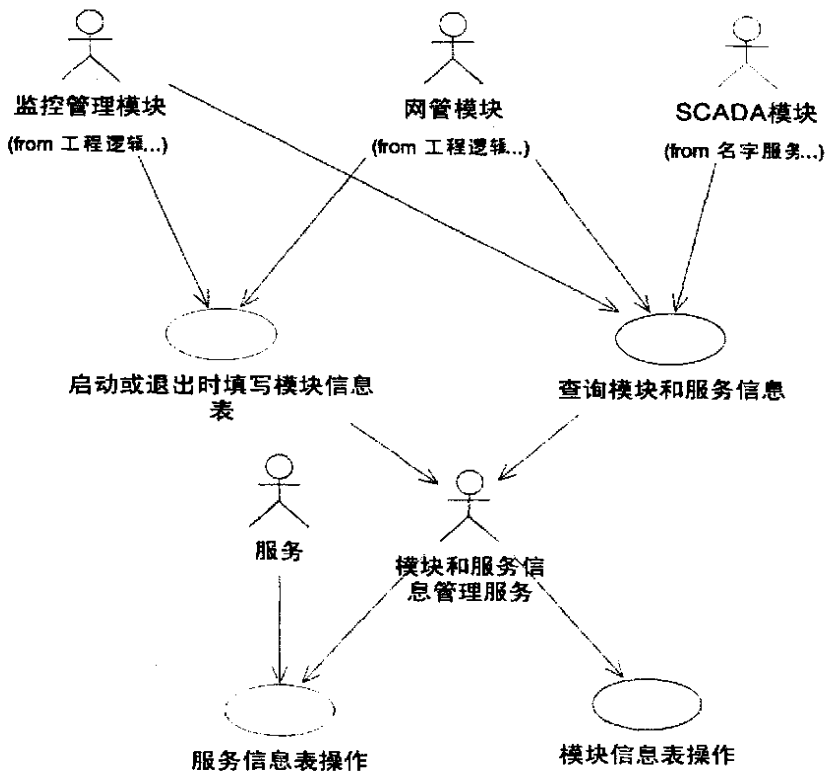 监控管理模块
网管模块
SCADA模块
(from 工程逻辑...)
(from 工程逻辑...)
(from 名字服务...)
启动或退出时填写模块信息
表
查询模块和服务信息
服务
模块和服务信
息管理服务
服务信息表操作
模块信息表操作